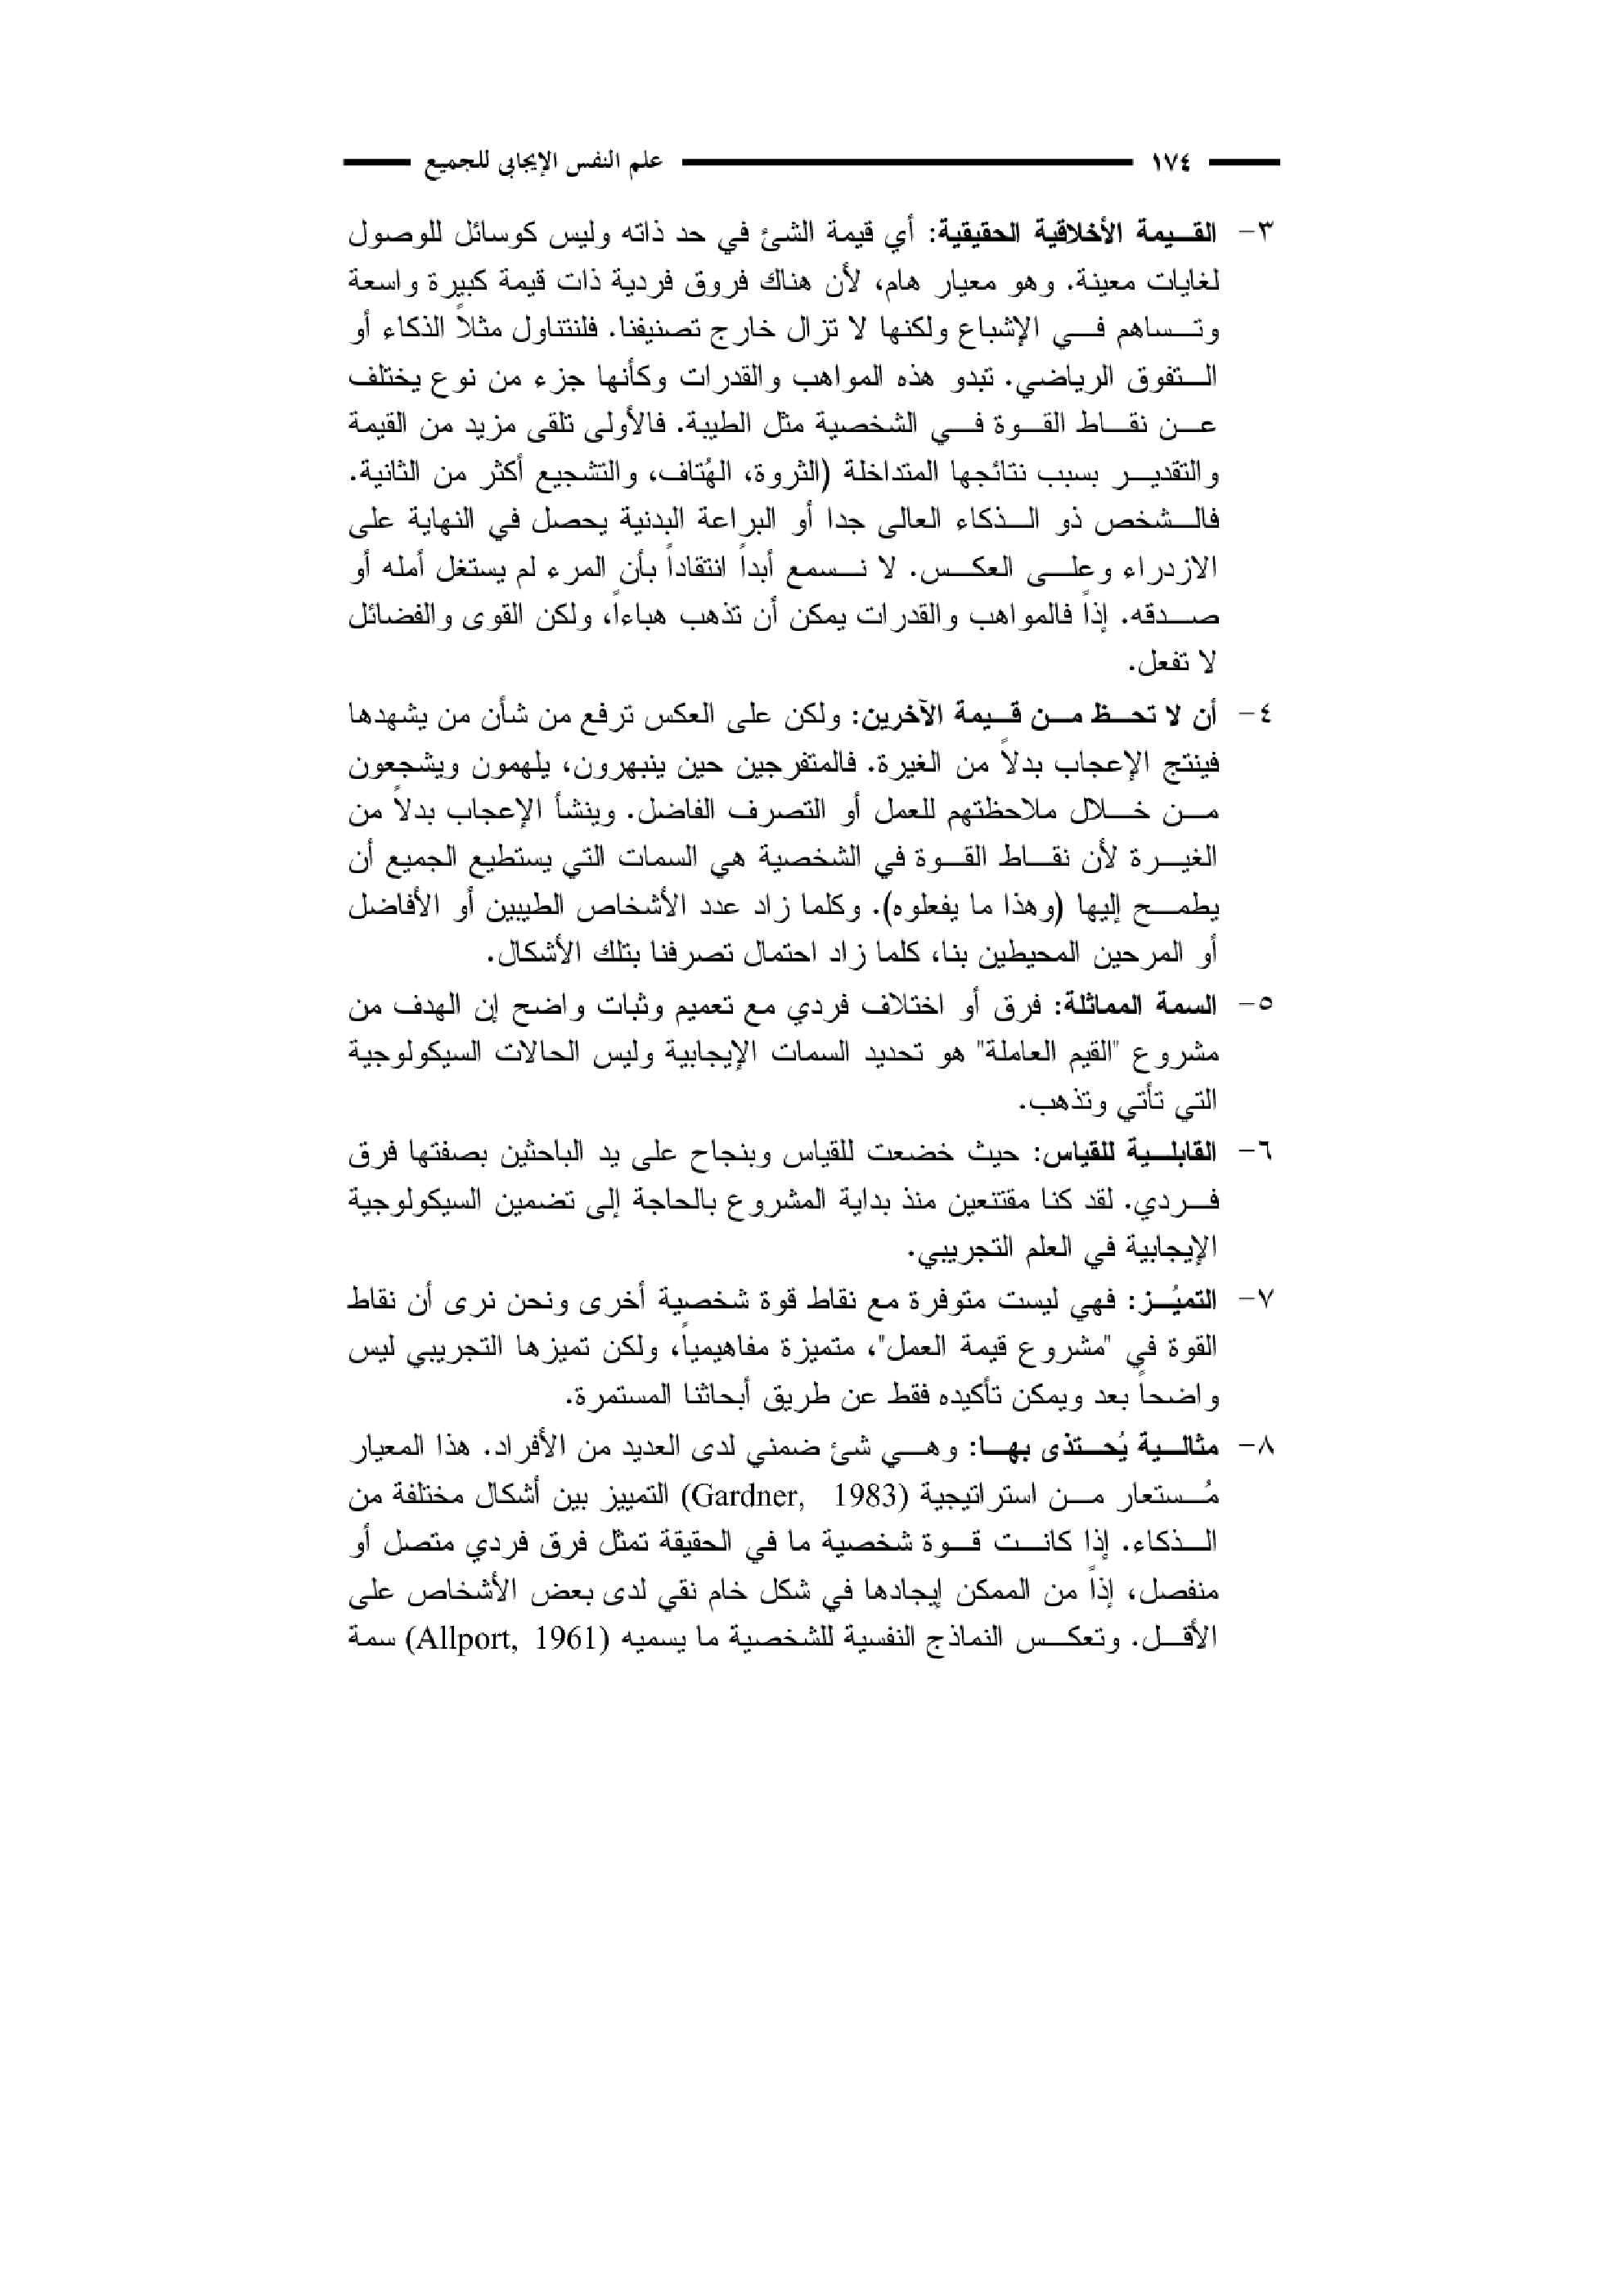 ١٧٤ علم النفس الإيجابي للجميع
٣- القيمة الأخلاقية الحقيقية: أي قيمة الشئ في حد ذاته وليس كوسائل للوصول
لغايات معينة. وهو معيار هام، لأن هناك فروق فردية ذات قيمة كبيرة واسعة
وتساهم في الإشباع ولكنها لا تزال خارج تصنيفنا. فلنتناول مثلاً الذكاء أو
التفوق الرياضي. تبدو هذه المواهب والقدرات وكأنها جزء من نوع يختلف
عن نقاط القوة في الشخصية مثل الطيبة. فالأولى تلقى مزيد من القيمة
والتقدير بسبب نتائجها المتداخلة (الثروة، الهُتاف، والتشجيع أكثر من الثانية.
فالشخص ذو الذكاء العالى جدا أو البراعة البدنية يحصل في النهاية على
الازدراء وعلى العكس. لا نسمع أبداً انتقاداً بأن المرء لم يستغل أمله أو
صدقه. إذاً فالمواهب والقدرات يمكن أن تذهب هباءاً، ولكن القوى والفضائل
لا تفعل.
٤- أن لا تحظ من قيمة الآخرين: ولكن على العكس ترفع من شأن من يشهدها
فينتج الإعجاب بدلاً من الغيرة. فالمتفرجين حين ينبهرون، يلهمون ويشجعون
من خلال ملاحظتهم للعمل أو التصرف الفاضل. وينشأ الإعجاب بدلاً من
الغيرة لأن نقاط القوة في الشخصية هي السمات التي يستطيع الجميع أن
يطمح إليها (وهذا ما يفعلوه). وكلما زاد عدد الأشخاص الطيبين أو الأفاضل
أو المرحين المحيطين بنا، كلما زاد احتمال تصرفنا بتلك الأشكال.
٥- السمة المماثلة: فرق أو اختلاف فردي مع تعميم وثبات واضح إن الهدف من
مشروع "القيم العاملة" هو تحديد السمات الإيجابية وليس الحالات السيكولوجية
التي تأتي وتذهب.
٦- القابلية للقياس: حيث خضعت للقياس وبنجاح على يد الباحثين بصفتها فرق
فردي. لقد كنا مقتنعين منذ بداية المشروع بالحاجة إلى تضمين السيكولوجية
الإيجابية في العلم التجريبي.
٧- التميُز: فهي ليست متوفرة مع نقاط قوة شخصية أخرى ونحن نرى أن نقاط
القوة في "مشروع قيمة العمل"، متميزة مفاهيمياً، ولكن تميزها التجريبي ليس
واضحاً بعد ويمكن تأكيده فقط عن طريق أبحاثنا المستمرة.
٨- مثالية يُحتذى بها: وهي شئ ضمني لدى العديد من الأفراد. هذا المعيار
مُستعار من استراتيجية (Gardner, 1983) التمييز بين أشكال مختلفة من
الذكاء. إذا كانت قوة شخصية ما في الحقيقة تمثل فرق فردي متصل أو
منفصل، إذاً من الممكن إيجادها في شكل خام نقي لدى بعض الأشخاص على
الأقل. وتعكس النماذج النفسية للشخصية ما يسميه (Allport, 1961) سمة